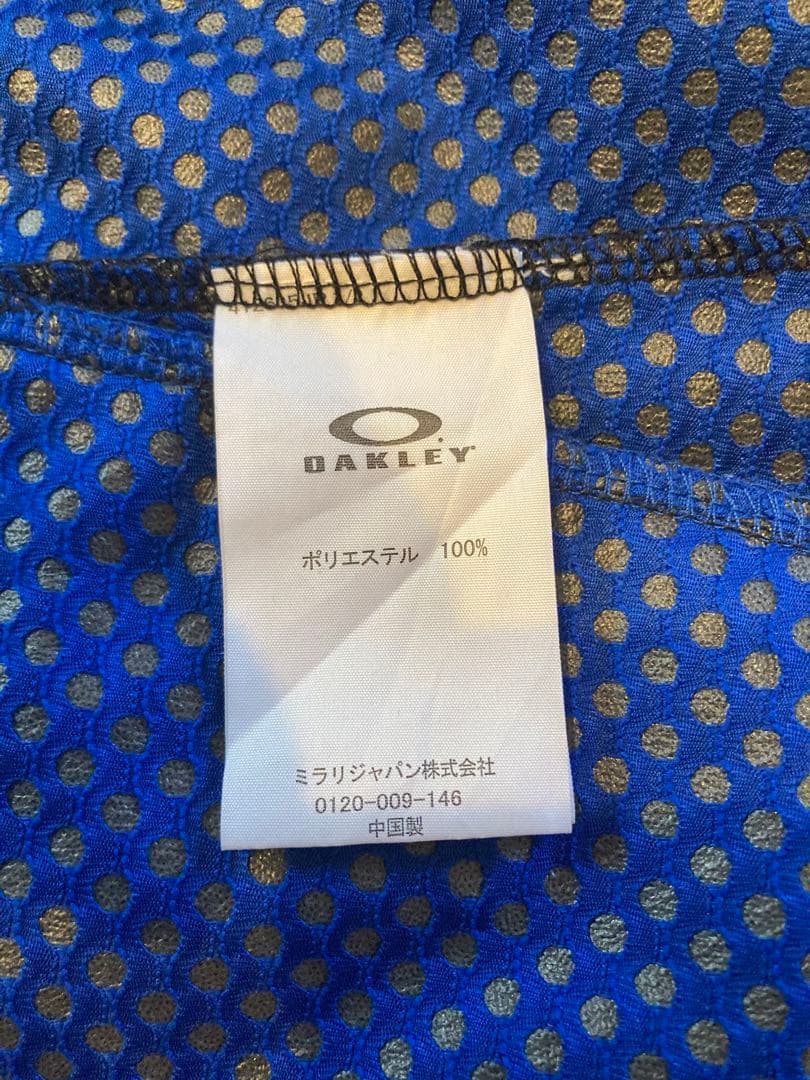 OAKLEY
ポリエステル 100%
ミラリジャパン株式会社
0120-009-146
中国製